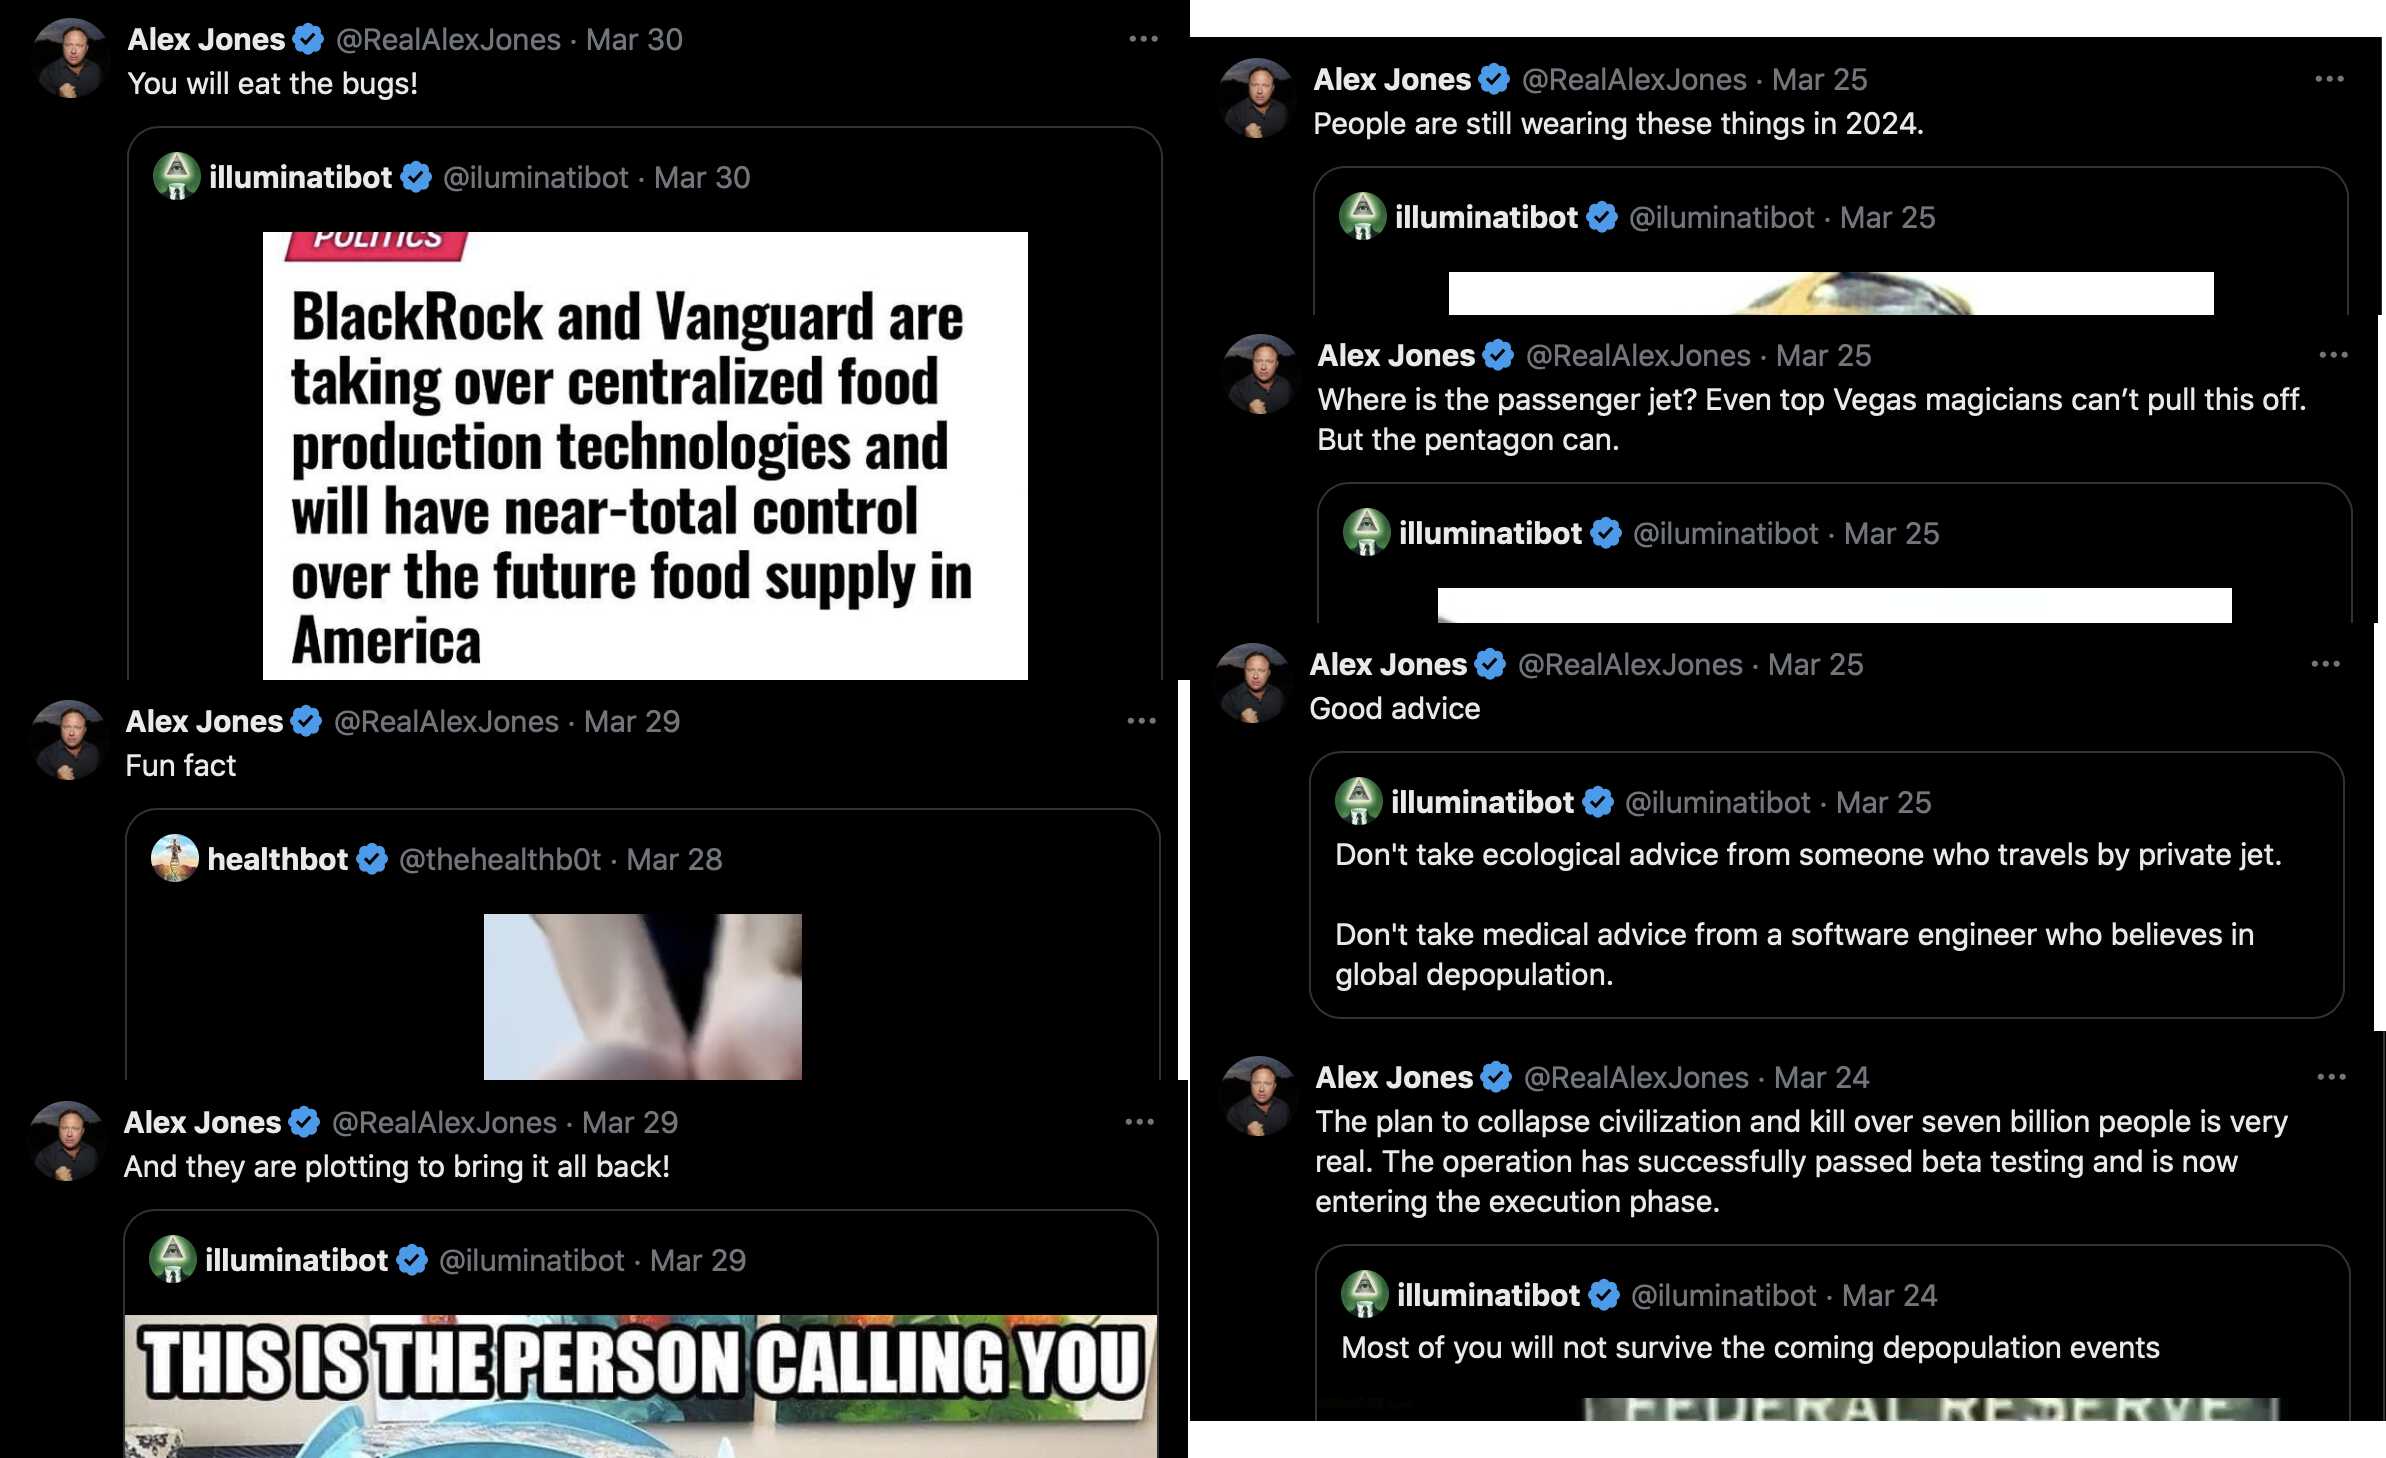 Alex Jones @RealAlexJones · Mar 30
You will eat the bugs!
illuminatibot @iluminatibot · Mar 30
POLITICS
BlackRock and Vanguard are
taking over centralized food
production technologies and
will have near-total control
over the future food supply in
America
Alex Jones @RealAlexJones · Mar 29
Fun fact
healthbot @thehealthb0t · Mar 28
Alex Jones @RealAlexJones · Mar 29
And they are plotting to bring it all back!
illuminatibot @iluminatibot · Mar 29
THIS IS THE PERSON CALLING YOU
Alex Jones @RealAlexJones · Mar 25
People are still wearing these things in 2024.
illuminatibot @iluminatibot · Mar 25
Alex Jones @RealAlexJones · Mar 25
Where is the passenger jet? Even top Vegas magicians can’t pull this off.
But the pentagon can.
illuminatibot @iluminatibot · Mar 25
Alex Jones @RealAlexJones · Mar 25
Good advice
illuminatibot @iluminatibot · Mar 25
Don't take ecological advice from someone who travels by private jet.
Don't take medical advice from a software engineer who believes in
global depopulation.
Alex Jones @RealAlexJones · Mar 24
The plan to collapse civilization and kill over seven billion people is very
real. The operation has successfully passed beta testing and is now
entering the execution phase.
illuminatibot @iluminatibot · Mar 24
Most of you will not survive the coming depopulation events
FEDERAL RESERVE